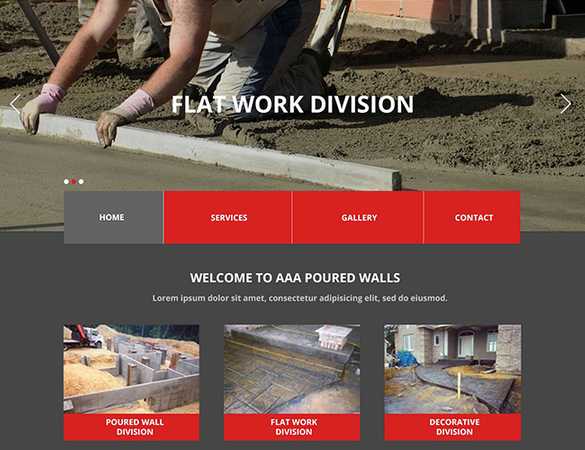 FLAT WORK DIVISION
HOME
SERVICES
GALLERY
CONTACT
WELCOME TO AAA POURED WALLS
Lorem ipsum dolor sit amet, consectetur adipisicing elit, sed do eiusmod.
POURED WALL
DIVISION
FLAT WORK
DIVISION
DECORATIVE
DIVISION